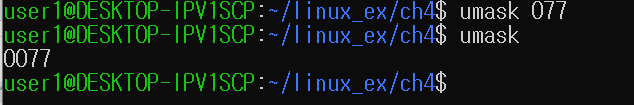 user1@DESKTOP-IPV1SCP:~/linux_ex/ch4$ umask 077
user1@DESKTOP-IPV1SCP:~/linux_ex/ch4$ umask
0077
user1@DESKTOP-IPV1SCP:~/linux_ex/ch4$